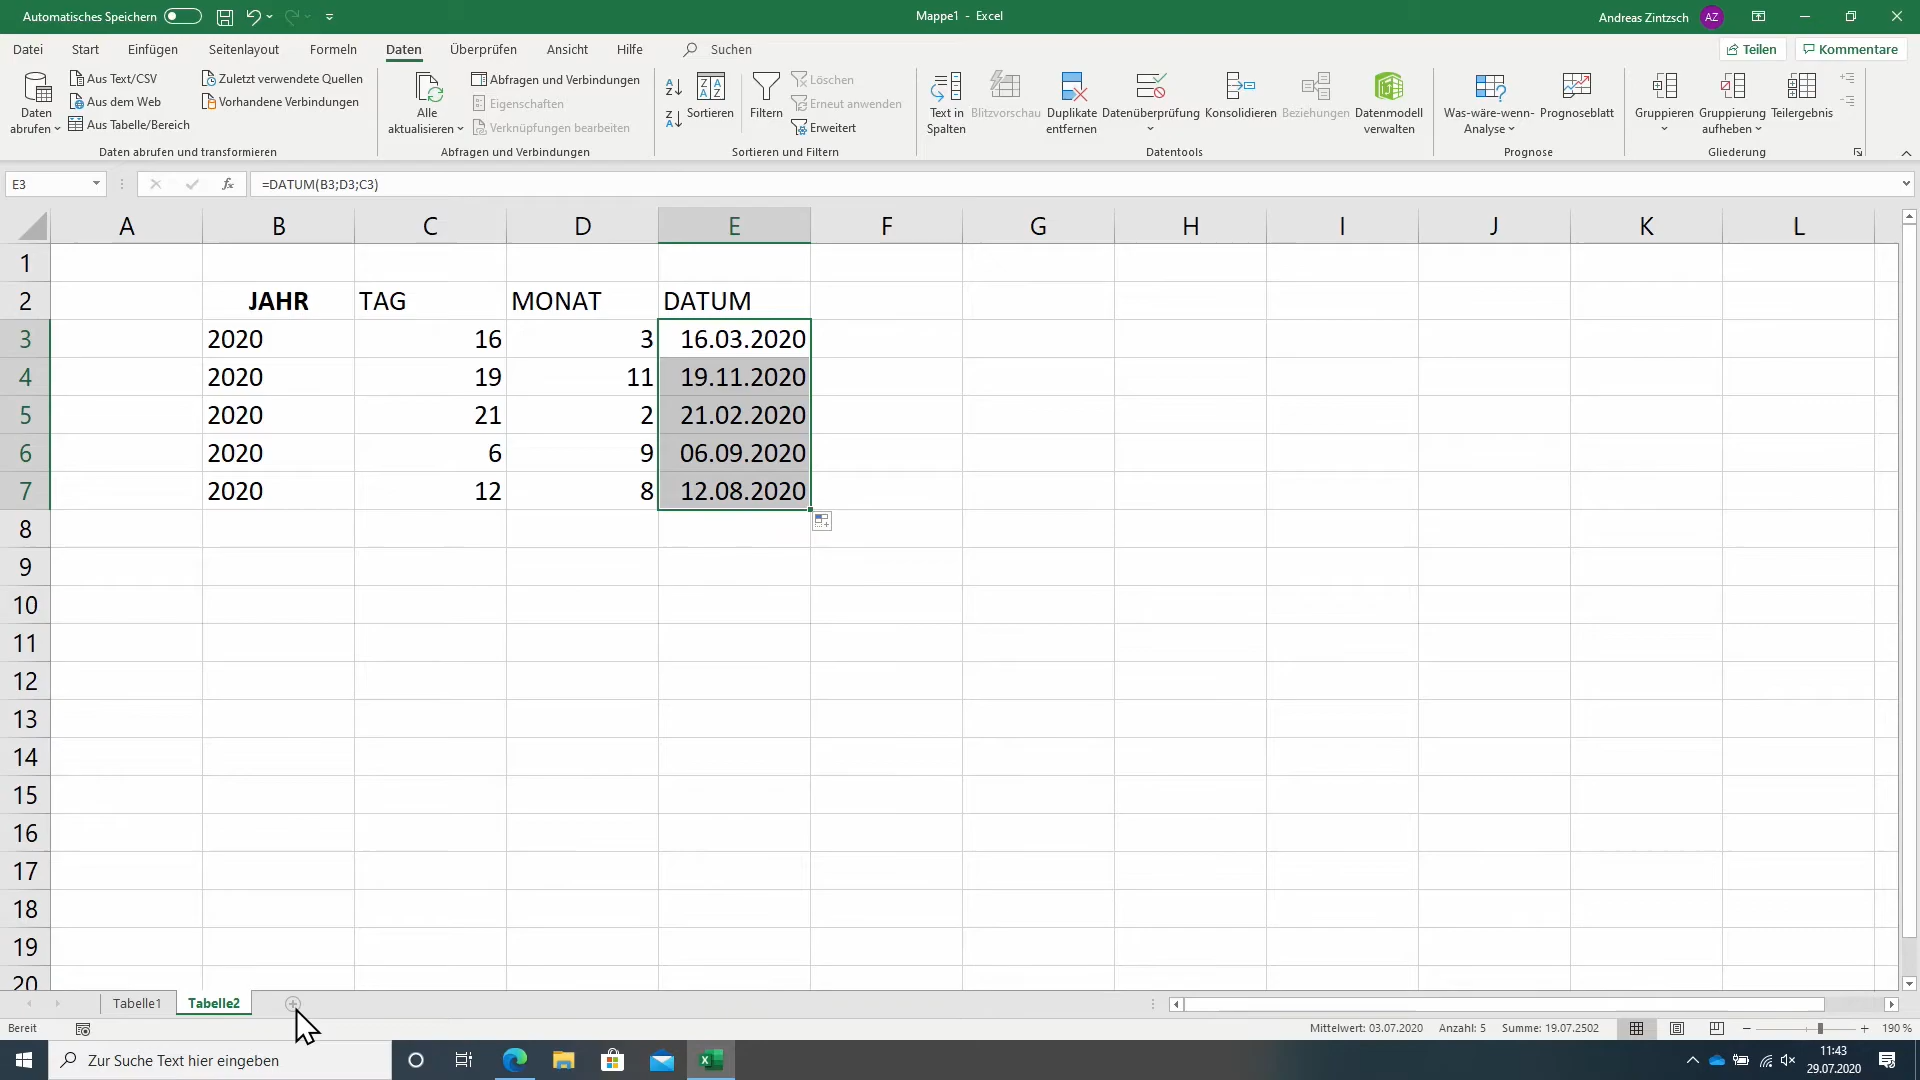 Automatisches Speichern
Mappe1 - Excel
Andreas Zintzsch AZ
Datei Start Einfügen Seitenlayout Formeln Daten Überprüfen Ansicht Hilfe Suchen
Teilen Kommentare
Daten abrufen
Aus Text/CSV
Aus dem Web
Aus Tabelle/Bereich
Zuletzt verwendete Quellen
Vorhandene Verbindungen
Daten abrufen und transformieren
Alle aktualisieren
Abfragen und Verbindungen
Eigenschaften
Verknüpfungen bearbeiten
Abfragen und Verbindungen
Sortieren
Filtern
Löschen
Erneut anwenden
Erweitert
Sortieren und Filtern
Text in Spalten
Blitzvorschau
Duplikate entfernen
Datenüberprüfung
Konsolidieren
Beziehungen
Datenmodell verwalten
Datentools
Was-wäre-wenn-Analyse
Prognoseblatt
Prognose
Gruppieren
Gruppierung aufheben
Teilergebnis
Gliederung
E3 fx =DATUM(B3;D3;C3)
A B C D E F G H I J K L
1
2 JAHR TAG MONAT DATUM
3 2020 16 3 16.03.2020
4 2020 19 11 19.11.2020
5 2020 21 2 21.02.2020
6 2020 6 9 06.09.2020
7 2020 12 8 12.08.2020
8
9
10
11
12
13
14
15
16
17
18
19
20
Tabelle1 Tabelle2
Bereit
Mittelwert: 03.07.2020 Anzahl: 5 Summe: 19.07.2502
190 %
Zur Suche Text hier eingeben
11:43
29.07.2020